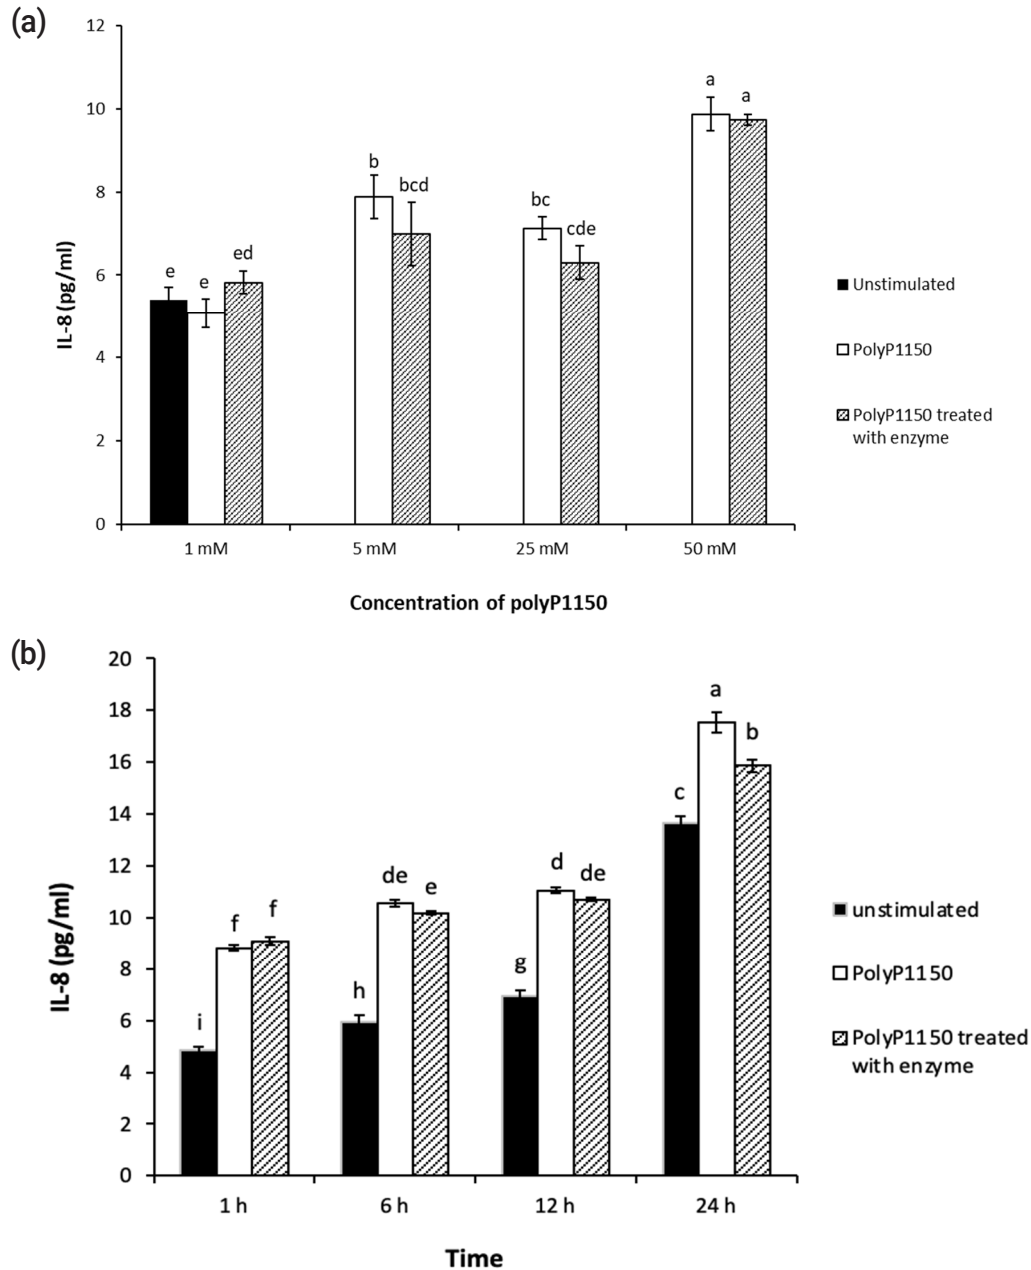 (a)
12
10
8
6
4
2
0
IL-8 (pg/ml)
e
e
ed
b
bcd
bc
cde
a
a
1 mM
5 mM
25 mM
50 mM
Concentration of polyP1150
Unstimulated
PolyP1150
PolyP1150 treated
with enzyme
(b)
20
18
16
14
12
10
8
6
4
2
0
IL-8 (pg/ml)
i
f
f
h
de
e
g
d
de
c
a
b
1 h
6 h
12 h
24 h
Time
unstimulated
PolyP1150
PolyP1150 treated
with enzyme